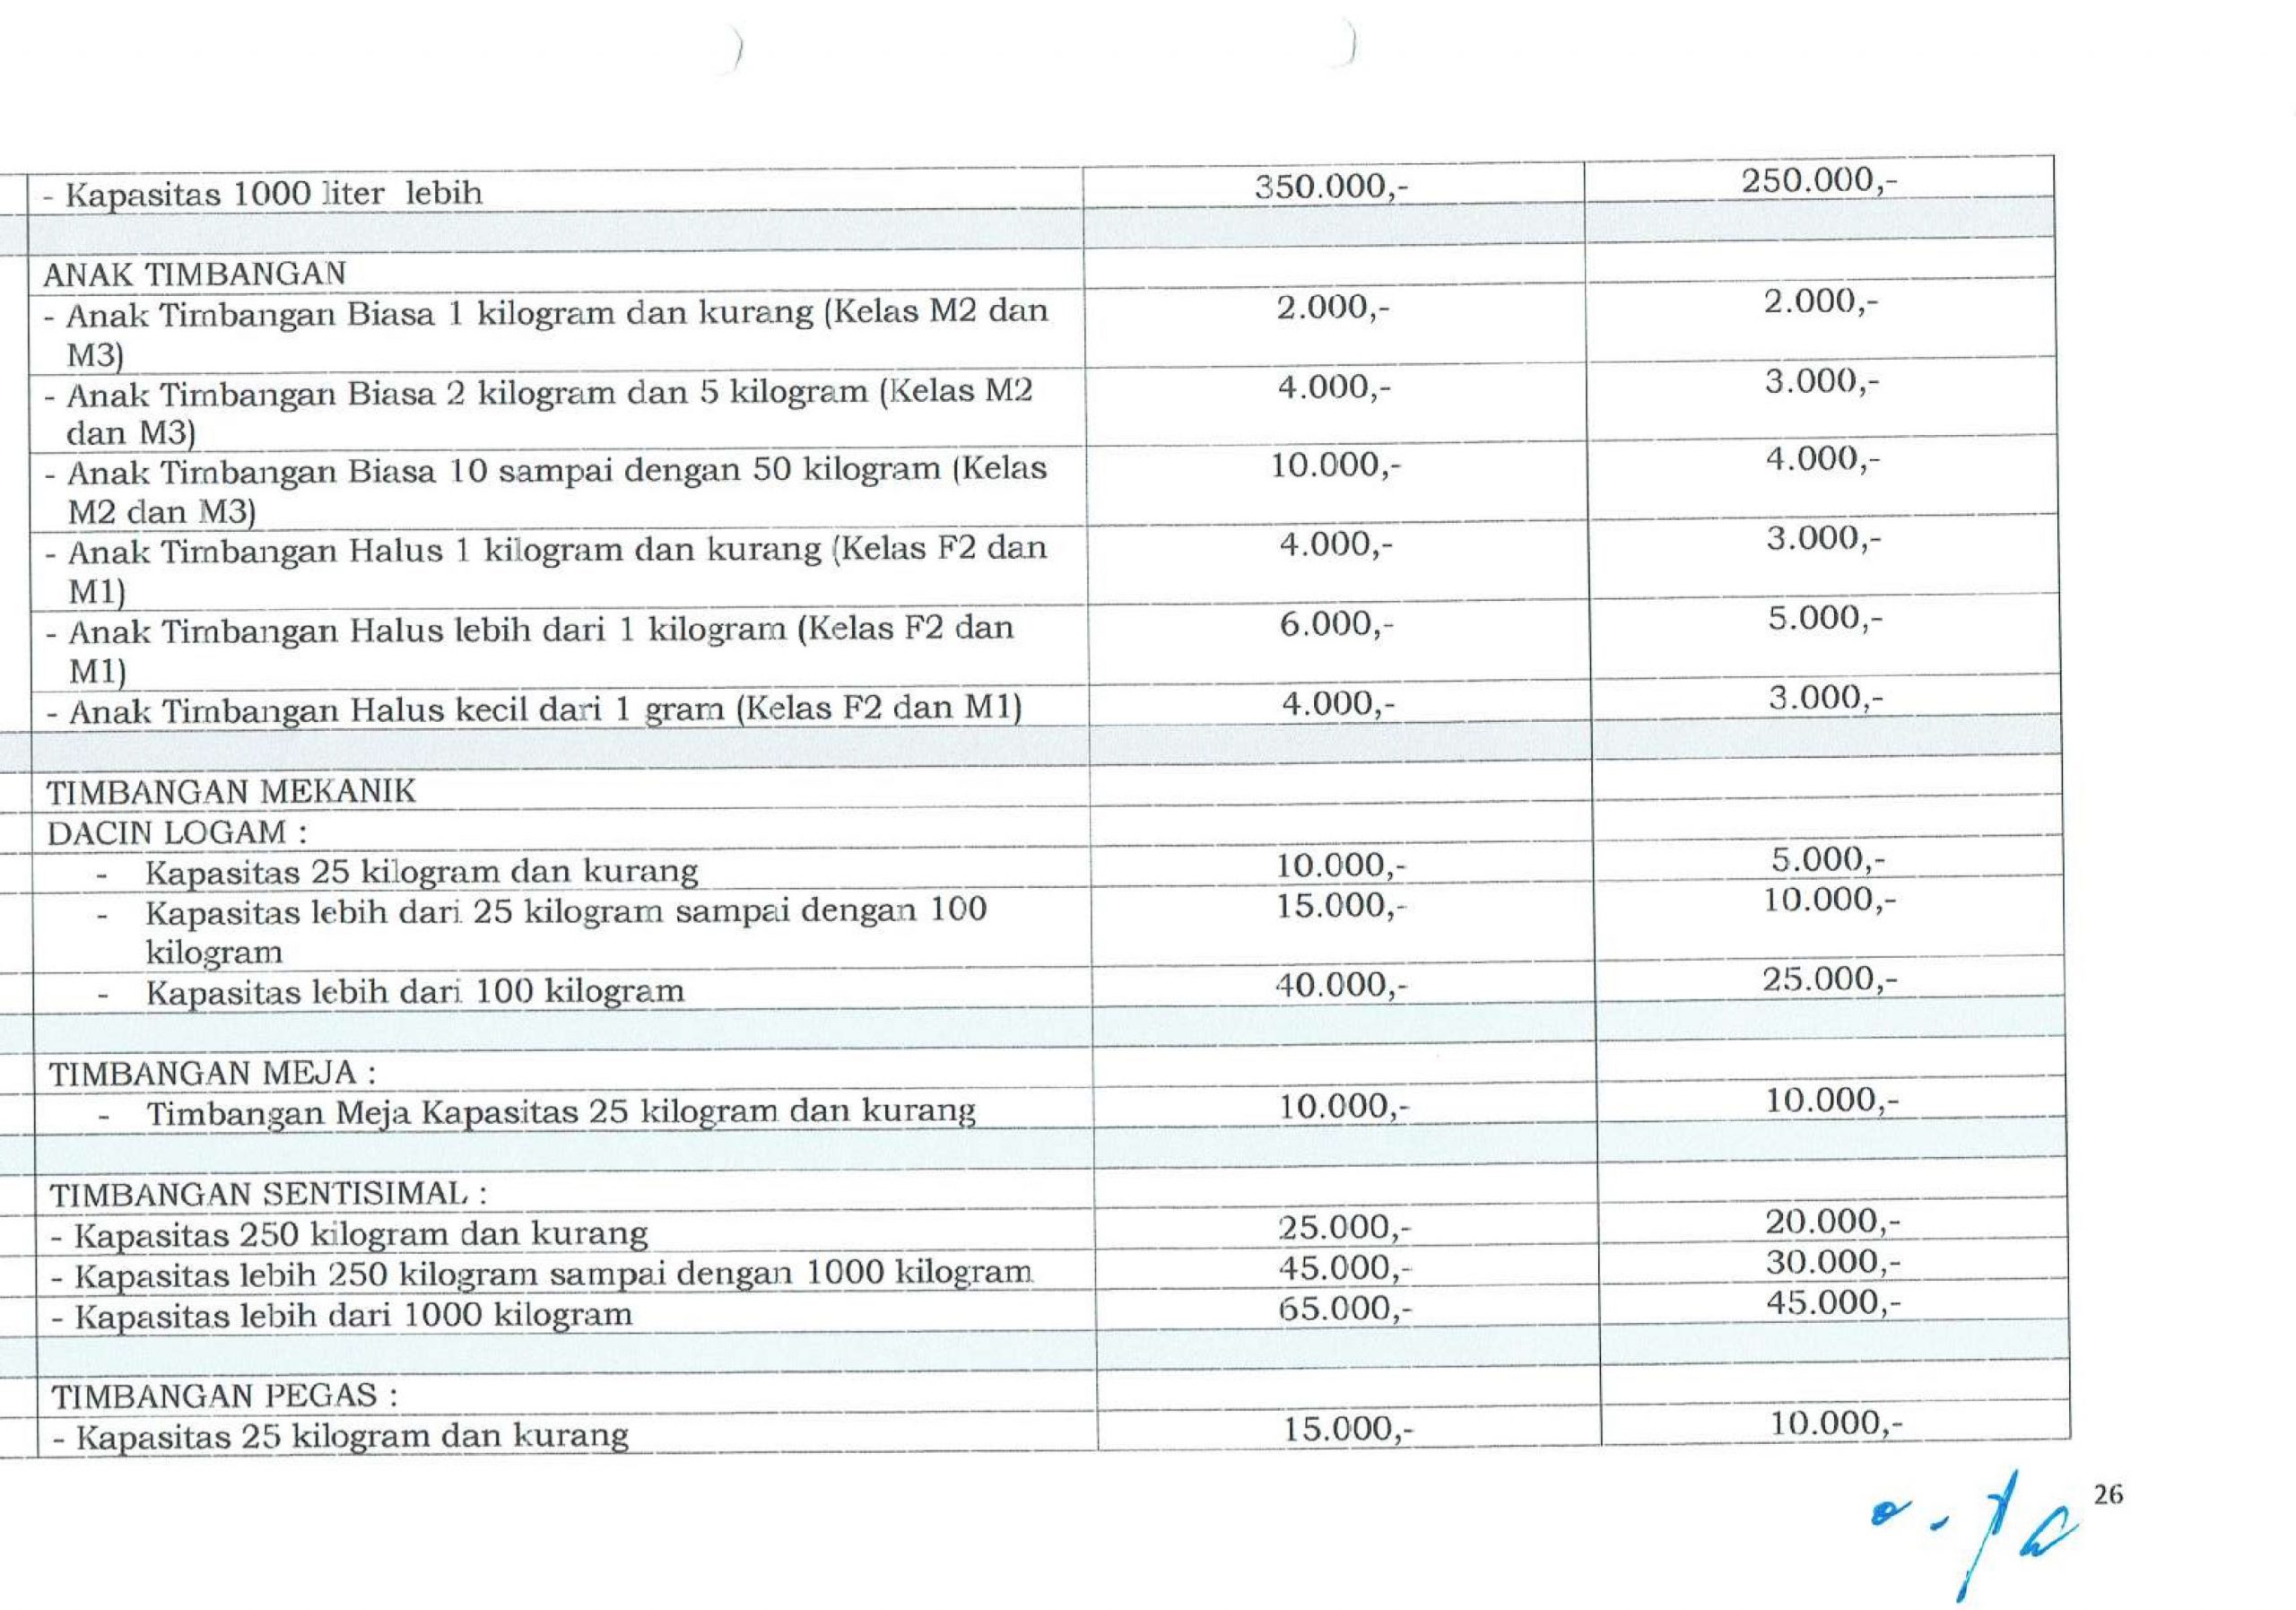 - Kapasitas 1000 liter lebih 350.000,- 250.000,-
ANAK TIMBANGAN
- Anak Timbangan Biasa 1 kilogram dan kurang (Kelas M2 dan 2.000,- 2.000,-
M3)
- Anak Timbangan Biasa 2 kilogram dan 5 kilogram (Kelas M2 4.000,- 3.000,-
dan M3)
- Anak Timbangan Biasa 10 sampai dengan 50 kilogram (Kelas 10.000,- 4.000,-
M2 dan M3)
- Anak Timbangan Halus 1 kilogram dan kurang (Kelas F2 dan 4.000,- 3.000,-
M1)
- Anak Timbangan Halus lebih dari 1 kilogram (Kelas F2 dan 6.000,- 5.000,-
M1)
- Anak Timbangan Halus kecil dari 1 gram (Kelas F2 dan M1) 4.000,- 3.000,-
TIMBANGAN MEKANIK
DACIN LOGAM :
- Kapasitas 25 kilogram dan kurang 10.000,- 5.000,-
- Kapasitas lebih dari 25 kilogram sampai dengan 100 15.000,- 10.000,-
kilogram
- Kapasitas lebih dari 100 kilogram 40.000,- 25.000,-
TIMBANGAN MEJA :
- Timbangan Meja Kapasitas 25 kilogram dan kurang 10.000,- 10.000,-
TIMBANGAN SENTISIMAL :
- Kapasitas 250 kilogram dan kurang 25.000,- 20.000,-
- Kapasitas lebih 250 kilogram sampai dengan 1000 kilogram 45.000,- 30.000,-
- Kapasitas lebih dari 1000 kilogram 65.000,- 45.000,-
TIMBANGAN PEGAS :
- Kapasitas 25 kilogram dan kurang 15.000,- 10.000,-
26